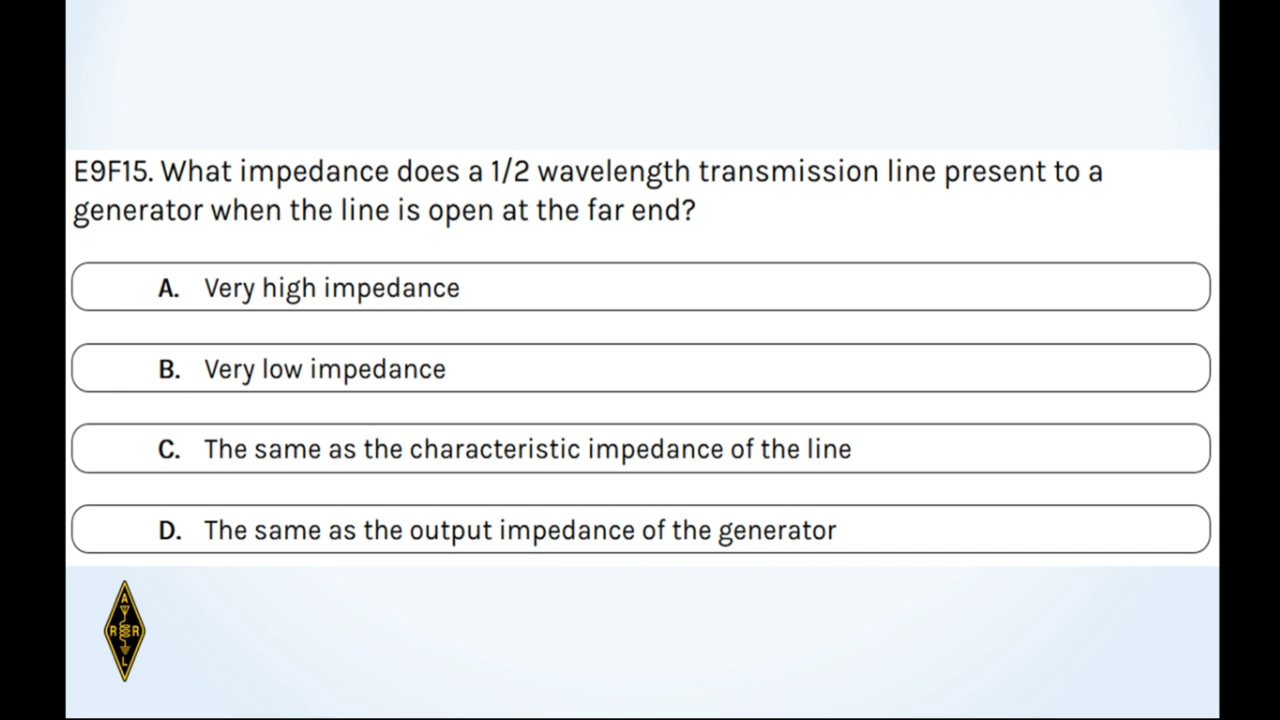 E9F15. What impedance does a 1/2 wavelength transmission line present to a
generator when the line is open at the far end?
A. Very high impedance
B. Very low impedance
C. The same as the characteristic impedance of the line
D. The same as the output impedance of the generator
A
R R
L